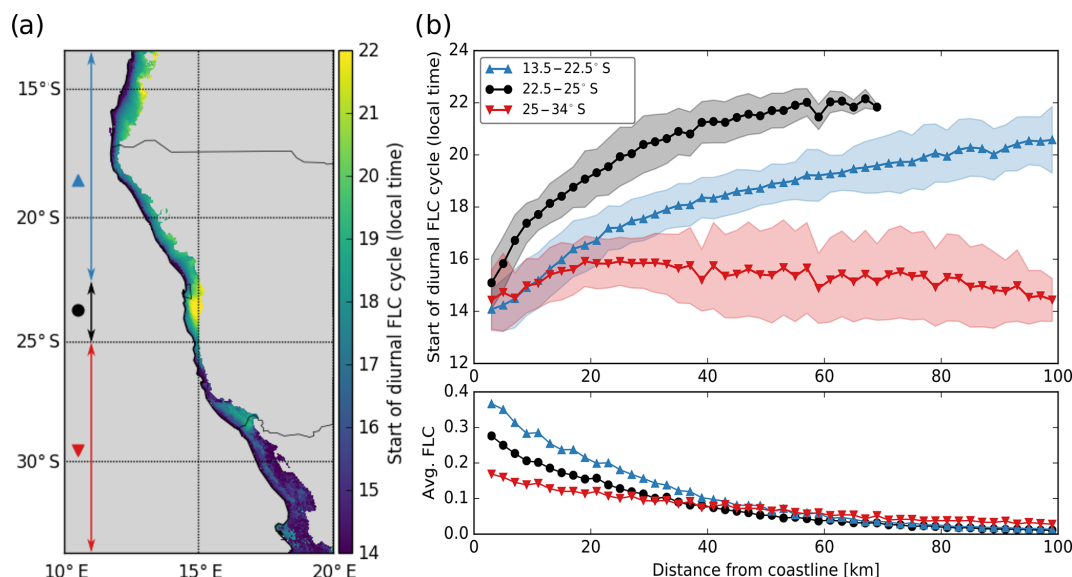 (a)
15°S
20°S
25°S
30°S
10°E
15°E
20°E
22
21
20
19
18
17
16
15
14
Start of diurnal FLC cycle (local time)
(b)
24
22
20
18
16
14
12
Start of diurnal FLC cycle (local time)
13.5−22.5° S
22.5−25° S
25−34° S
0
20
40
60
80
100
0.4
0.3
0.2
0.1
0.0
Avg. FLC
0
20
40
60
80
100
Distance from coastline [km]